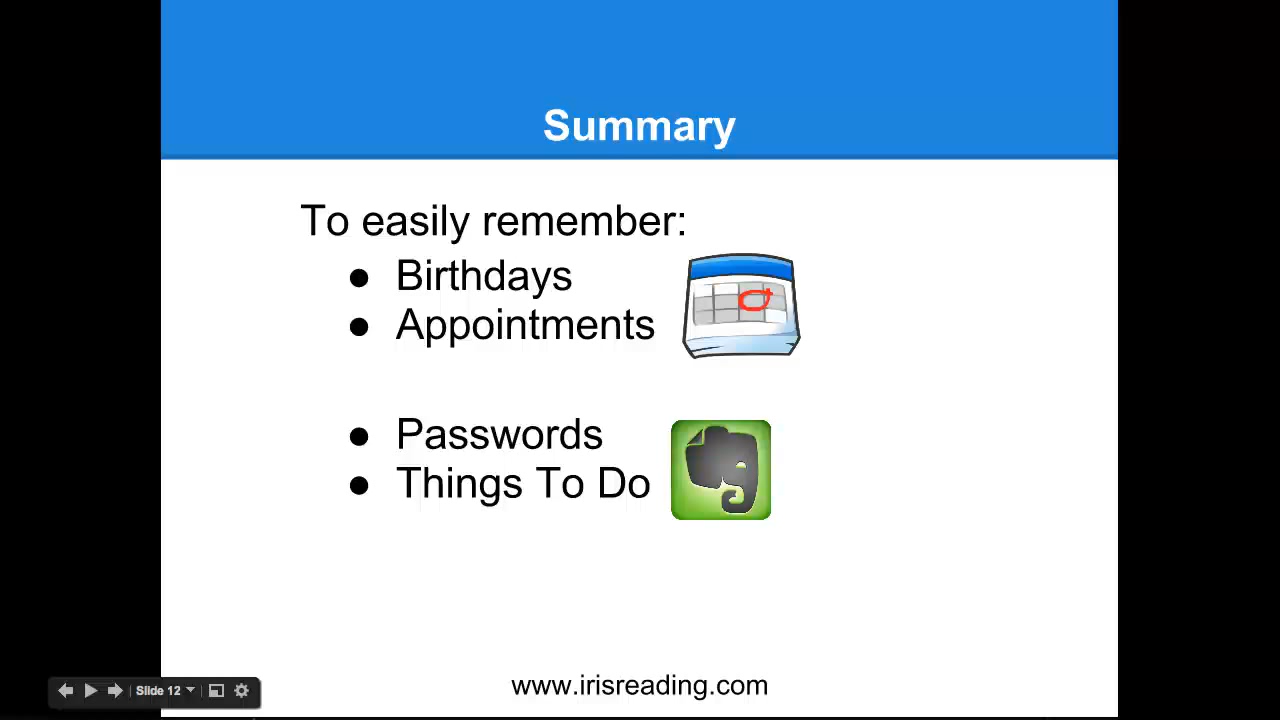 Summary
To easily remember:
● Birthdays
● Appointments
● Passwords
● Things To Do
www.irisreading.com
Slide 12